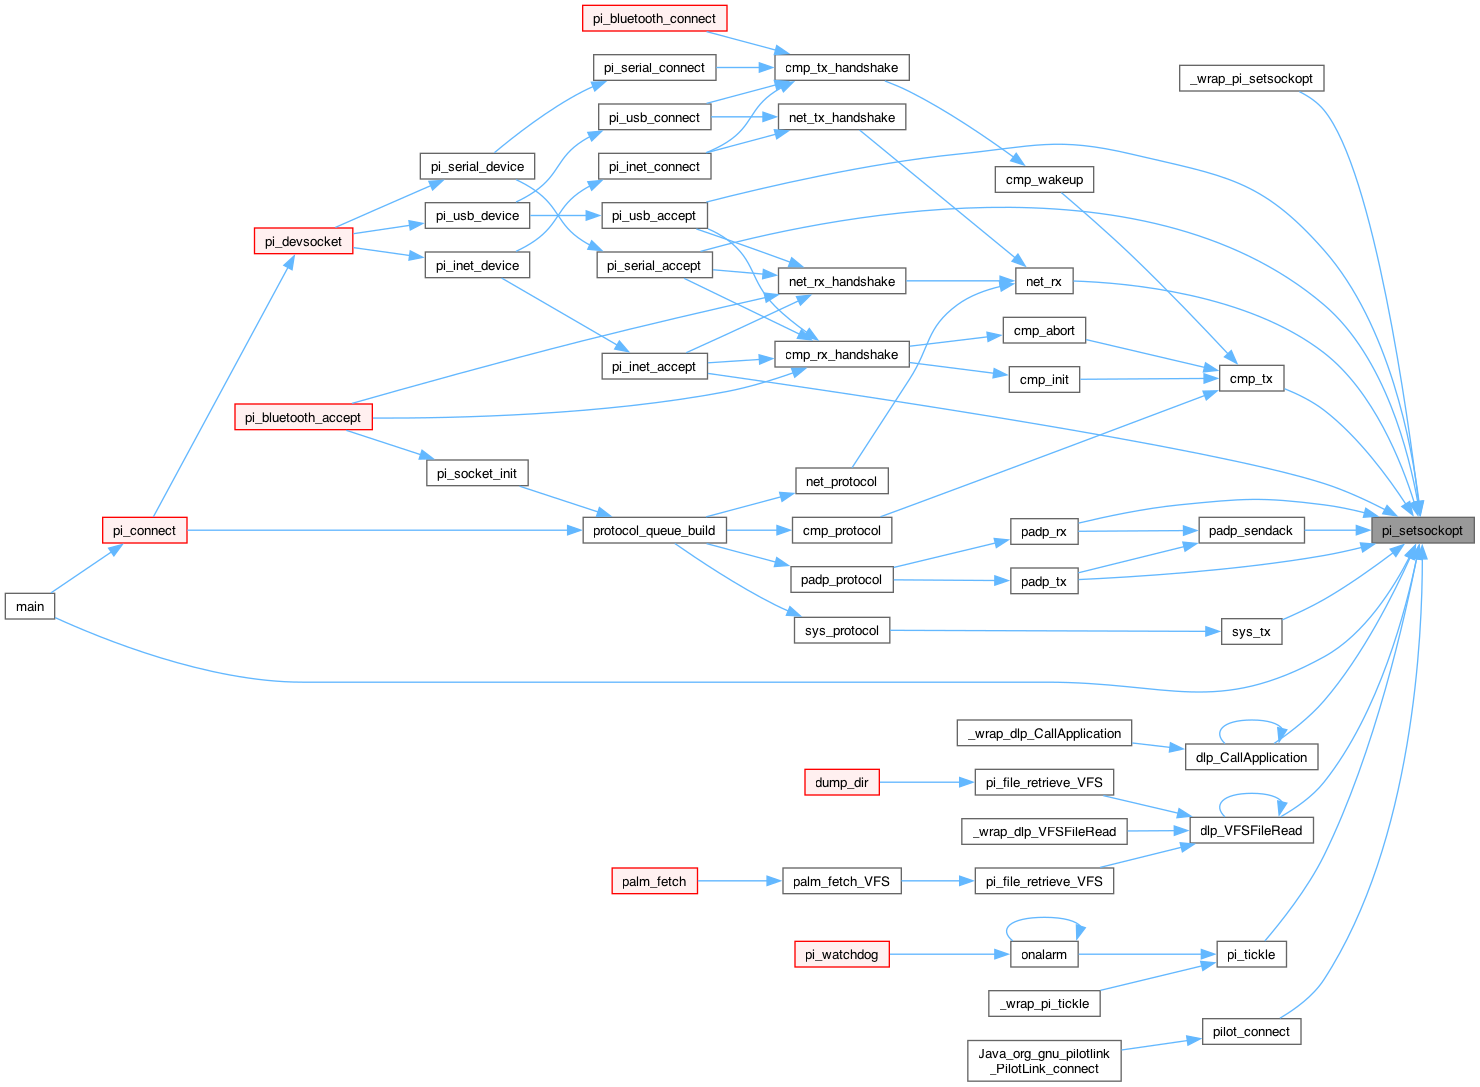 pi_bluetooth_connect
pi_serial_connect
cmp_tx_handshake
_wrap_pi_setsockopt
pi_usb_connect
net_tx_handshake
pi_serial_device
pi_inet_connect
cmp_wakeup
pi_usb_device
pi_usb_accept
pi_devsocket
pi_inet_device
pi_serial_accept
net_rx_handshake
net_rx
cmp_abort
cmp_rx_handshake
pi_inet_accept
cmp_init
cmp_tx
pi_bluetooth_accept
pi_socket_init
net_protocol
pi_connect
protocol_queue_build
cmp_protocol
padp_rx
padp_sendack
pi_setsockopt
padp_protocol
padp_tx
main
sys_protocol
sys_tx
_wrap_dlp_CallApplication
dlp_CallApplication
dump_dir
pi_file_retrieve_VFS
_wrap_dlp_VFSFileRead
dlp_VFSFileRead
palm_fetch
palm_fetch_VFS
pi_file_retrieve_VFS
pi_watchdog
onalarm
pi_tickle
_wrap_pi_tickle
pilot_connect
Java_org_gnu_pilotlink
_PilotLink_connect